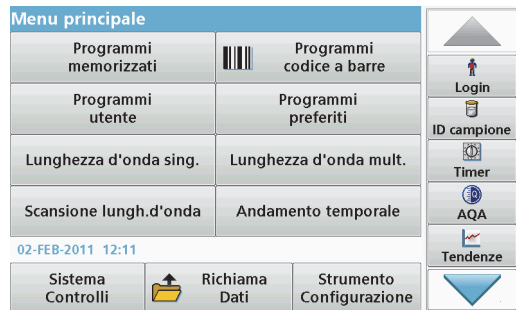 Menu principale
Programmi
memorizzati
Programmi
codice a barre
Programmi
utente
Programmi
preferiti
Lunghezza d'onda sing.
Lunghezza d'onda mult.
Scansione lungh.d'onda
Andamento temporale
02-FEB-2011 12:11
Sistema
Controlli
Richiama
Dati
Strumento
Configurazione
Login
ID campione
Timer
AQA
Tendenze